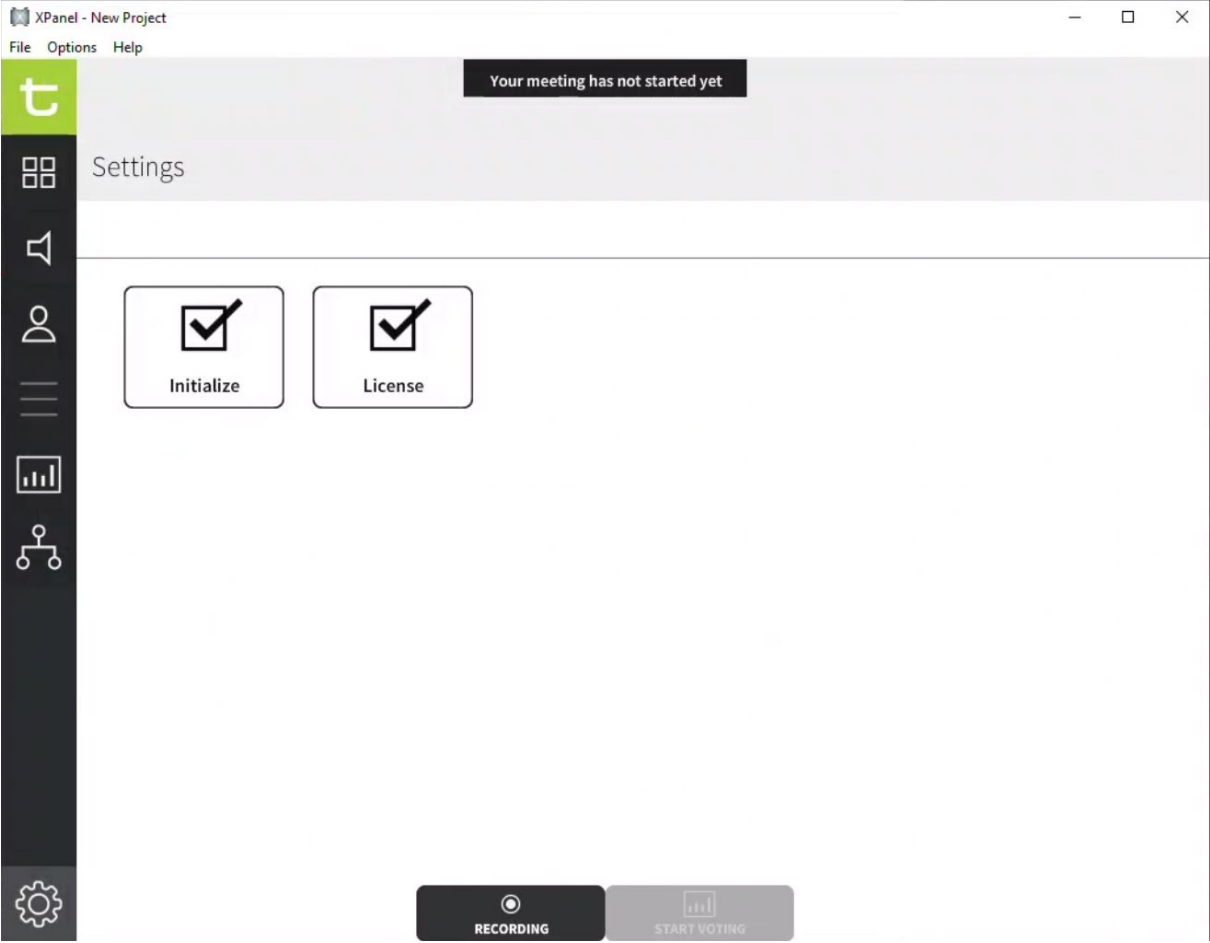 XPanel - New Project
File Options Help
t
Your meeting has not started yet
Settings
Initialize License
RECORDING START VOTING